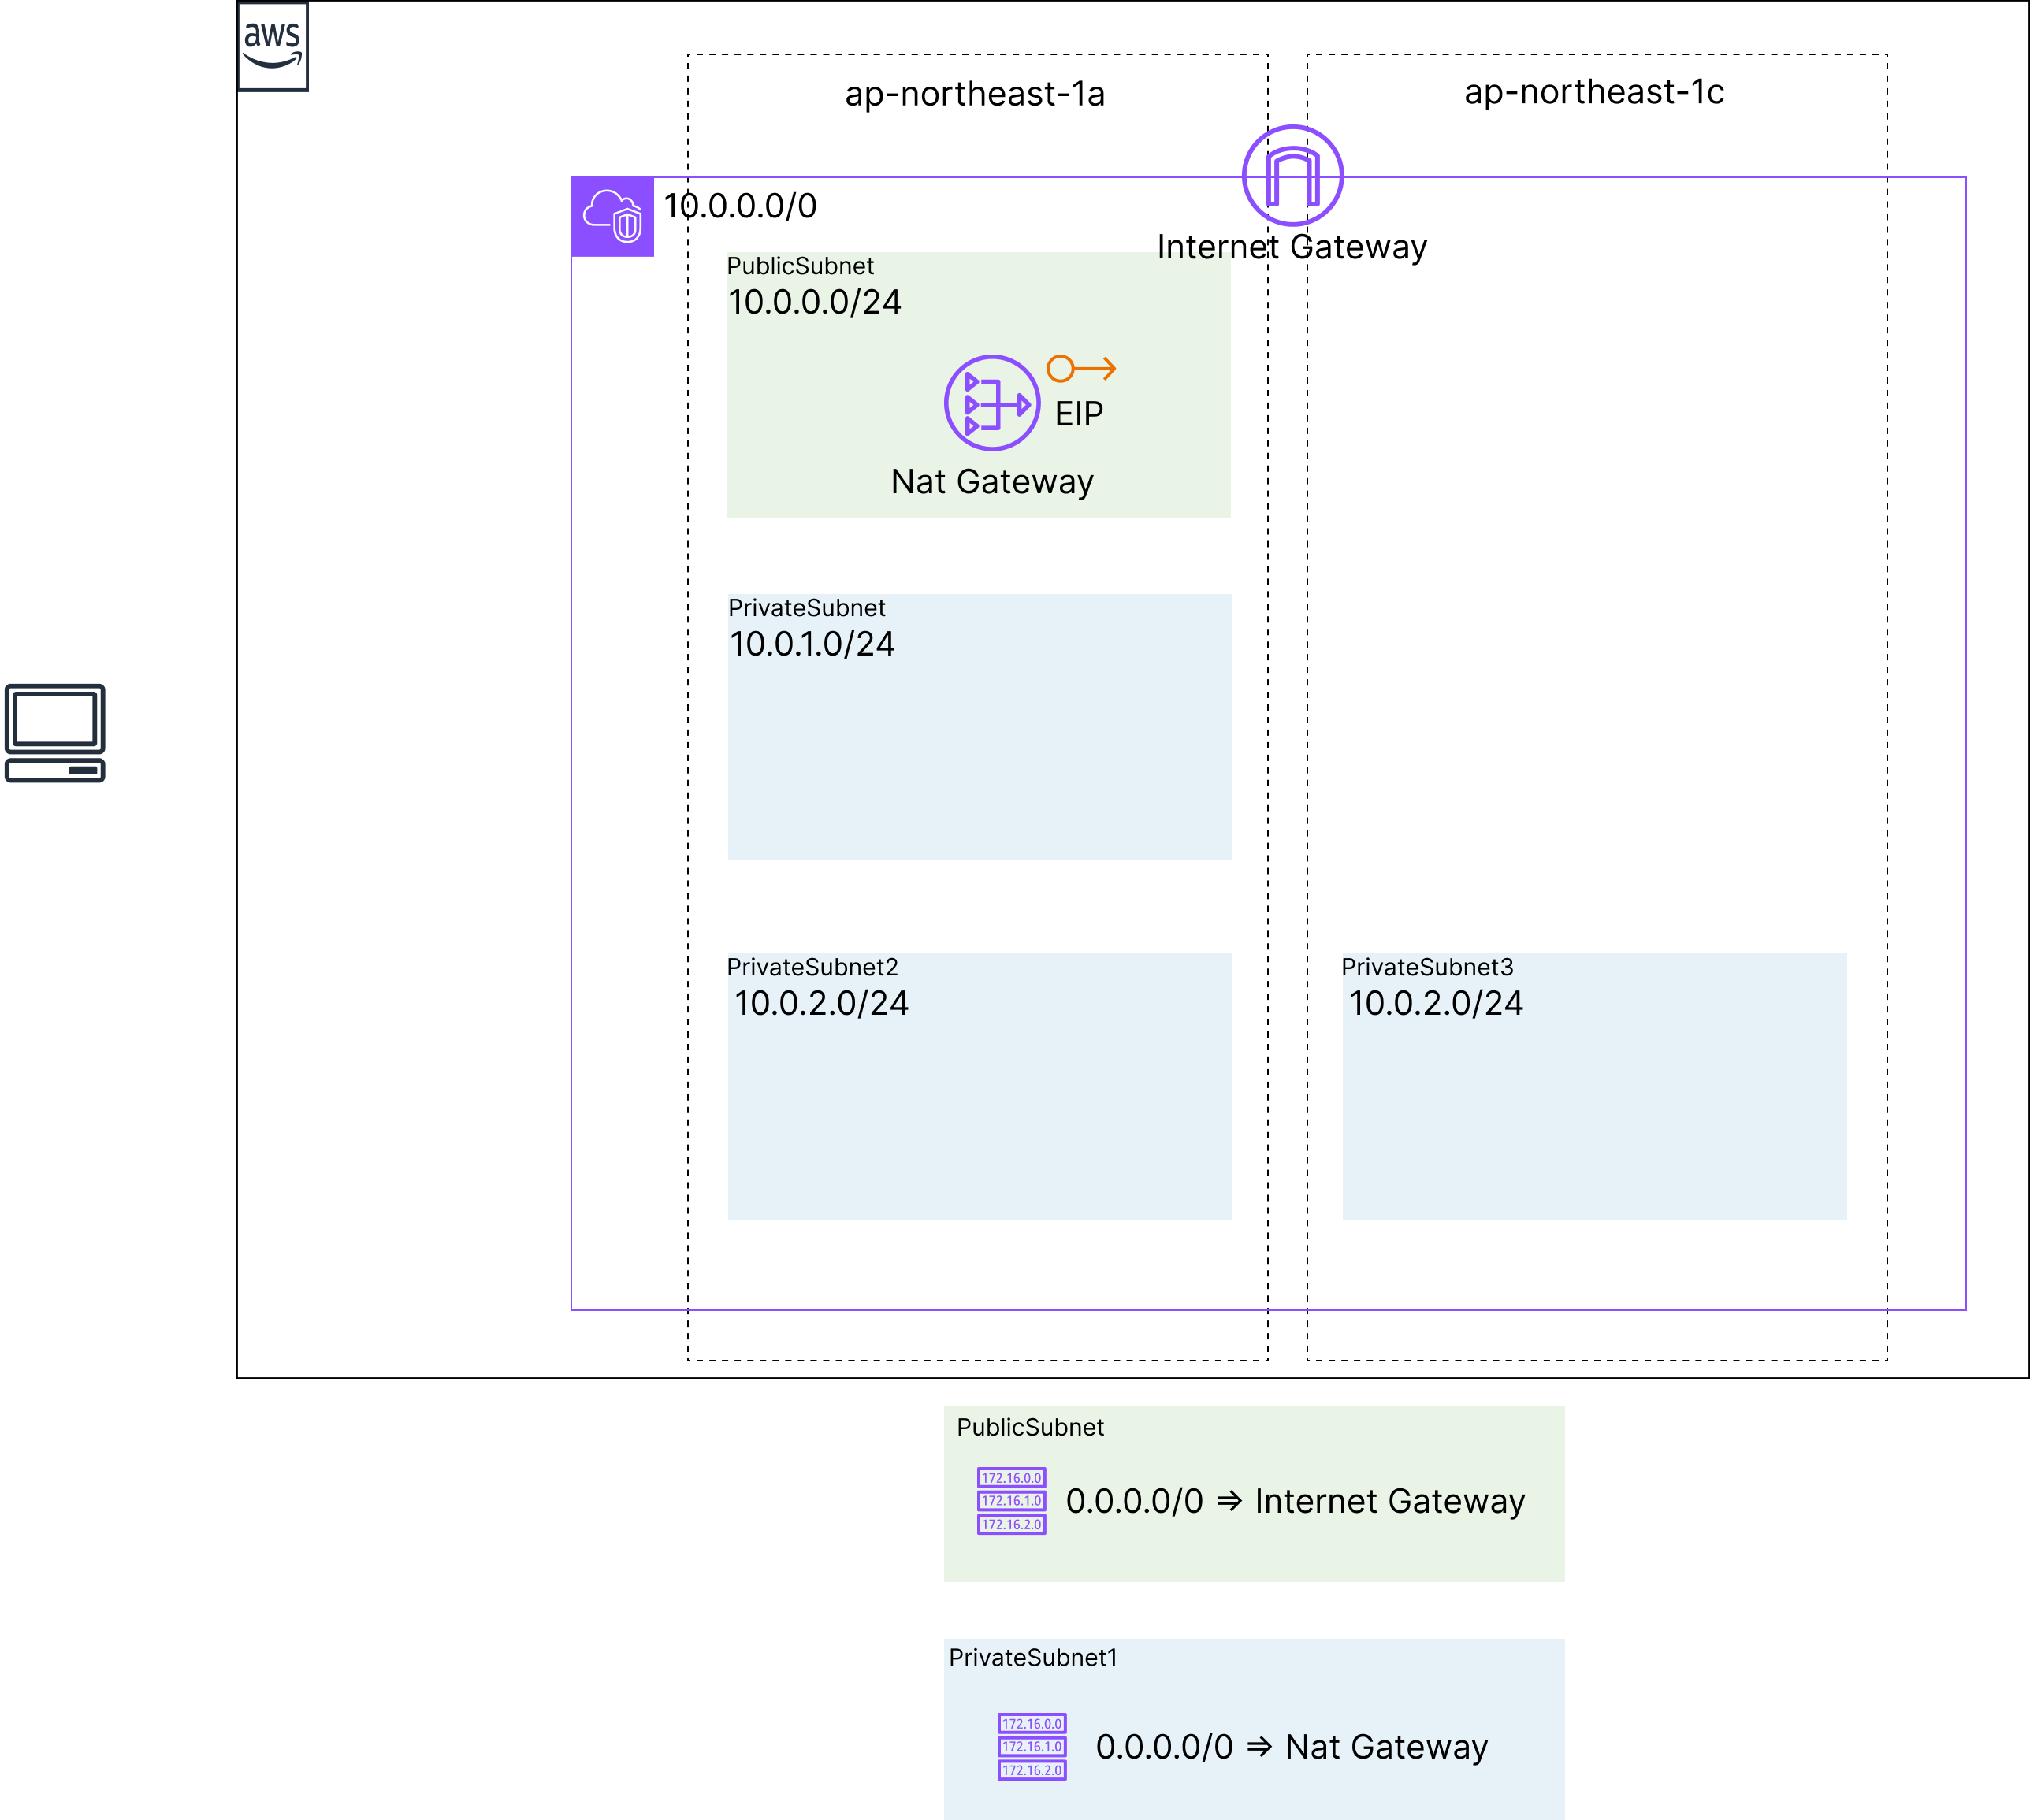 aws
ap-northeast-1a
ap-northeast-1c
10.0.0.0/0
Internet Gateway
PublicSubnet
10.0.0.0/24
EIP
Nat Gateway
PrivateSubnet
10.0.1.0/24
PrivateSubnet2
10.0.2.0/24
PrivateSubnet3
10.0.2.0/24
PublicSubnet
172.16.0.0
172.16.1.0
172.16.2.0
0.0.0.0/0 ⇒ Internet Gateway
PrivateSubnet1
172.16.0.0
172.16.1.0
172.16.2.0
0.0.0.0/0 ⇒ Nat Gateway